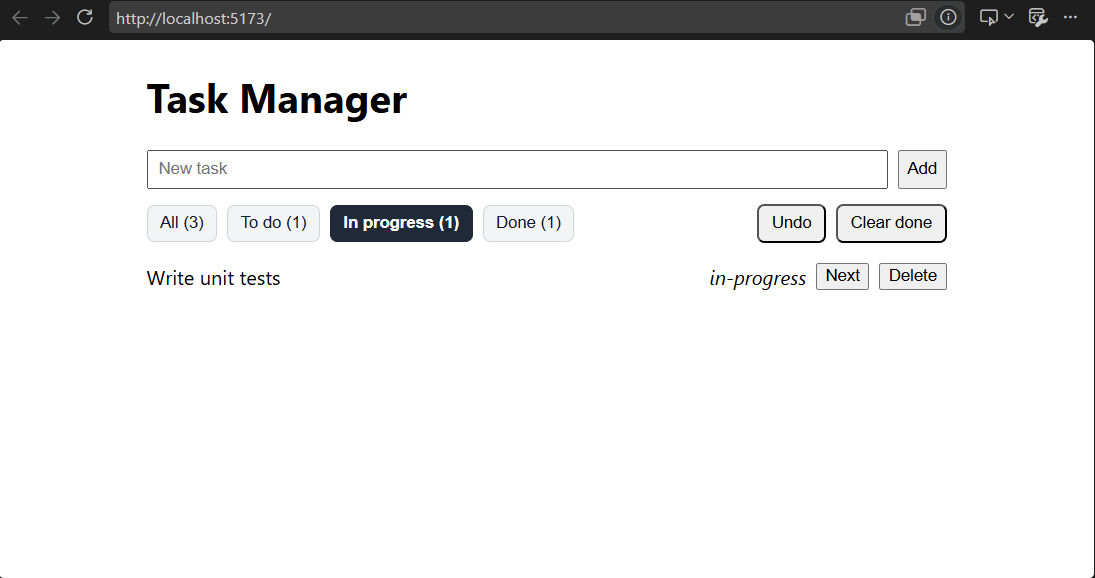 http://localhost:5173/
Task Manager
New task Add
All (3) To do (1) In progress (1) Done (1) Undo Clear done
Write unit tests in-progress Next Delete